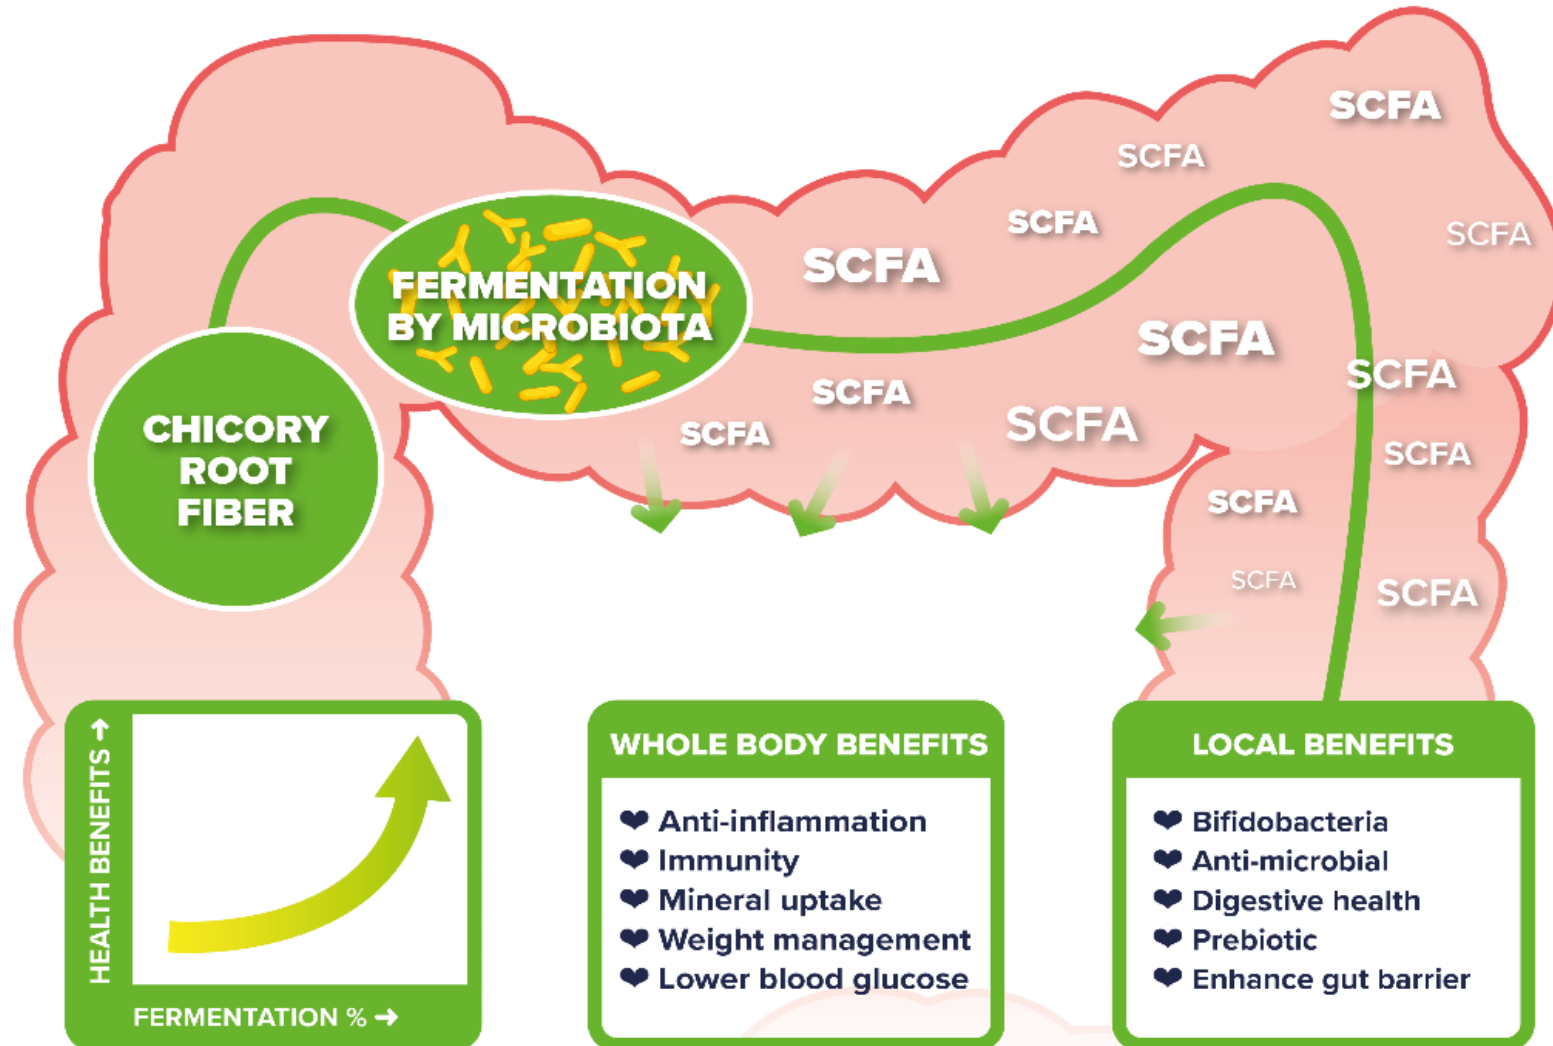 SCFA
SCFA
SCFA
SCFA
SCFA
FERMENTATION
BY MICROBIOTA
SCFA
SCFA
SCFA
SCFA
SCFA
CHICORY
ROOT
FIBER
SCFA
SCFA
SCFA
SCFA
SCFA
HEALTH BENEFITS →
FERMENTATION % →
WHOLE BODY BENEFITS
❤ Anti-inflammation
❤ Immunity
❤ Mineral uptake
❤ Weight management
❤ Lower blood glucose
LOCAL BENEFITS
❤ Bifidobacteria
❤ Anti-microbial
❤ Digestive health
❤ Prebiotic
❤ Enhance gut barrier